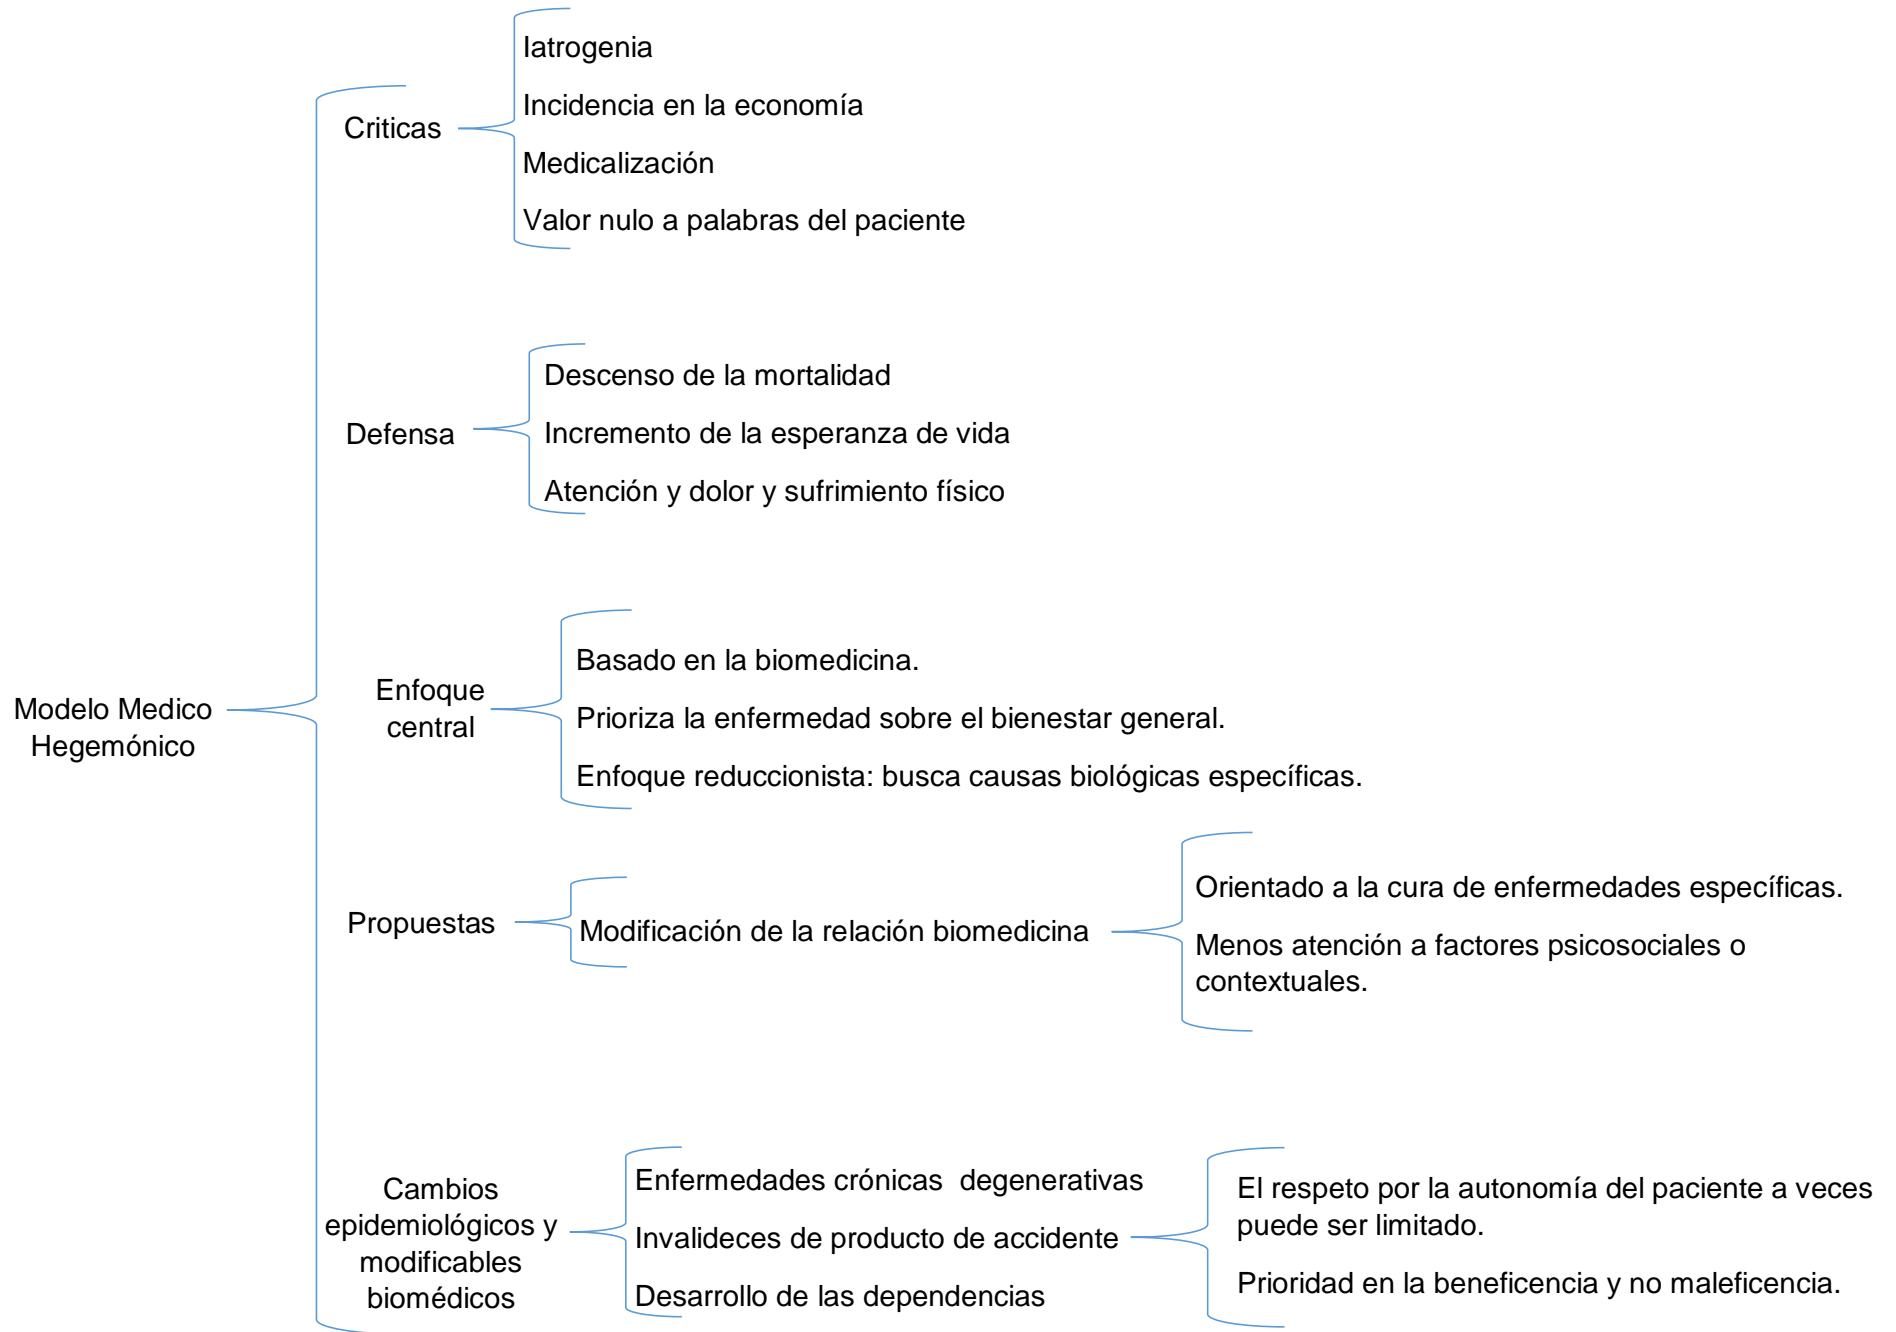 Modelo Medico
Hegemónico
Criticas
Iatrogenia
Incidencia en la economía
Medicalización
Valor nulo a palabras del paciente
Defensa
Descenso de la mortalidad
Incremento de la esperanza de vida
Atención y dolor y sufrimiento físico
Enfoque
central
Basado en la biomedicina.
Prioriza la enfermedad sobre el bienestar general.
Enfoque reduccionista: busca causas biológicas específicas.
Propuestas
Modificación de la relación biomedicina
Orientado a la cura de enfermedades específicas.
Menos atención a factores psicosociales o
contextuales.
Cambios
epidemiológicos y
modificables
biomédicos
Enfermedades crónicas  degenerativas
Invalideces de producto de accidente
Desarrollo de las dependencias
El respeto por la autonomía del paciente a veces
puede ser limitado.
Prioridad en la beneficencia y no maleficencia.